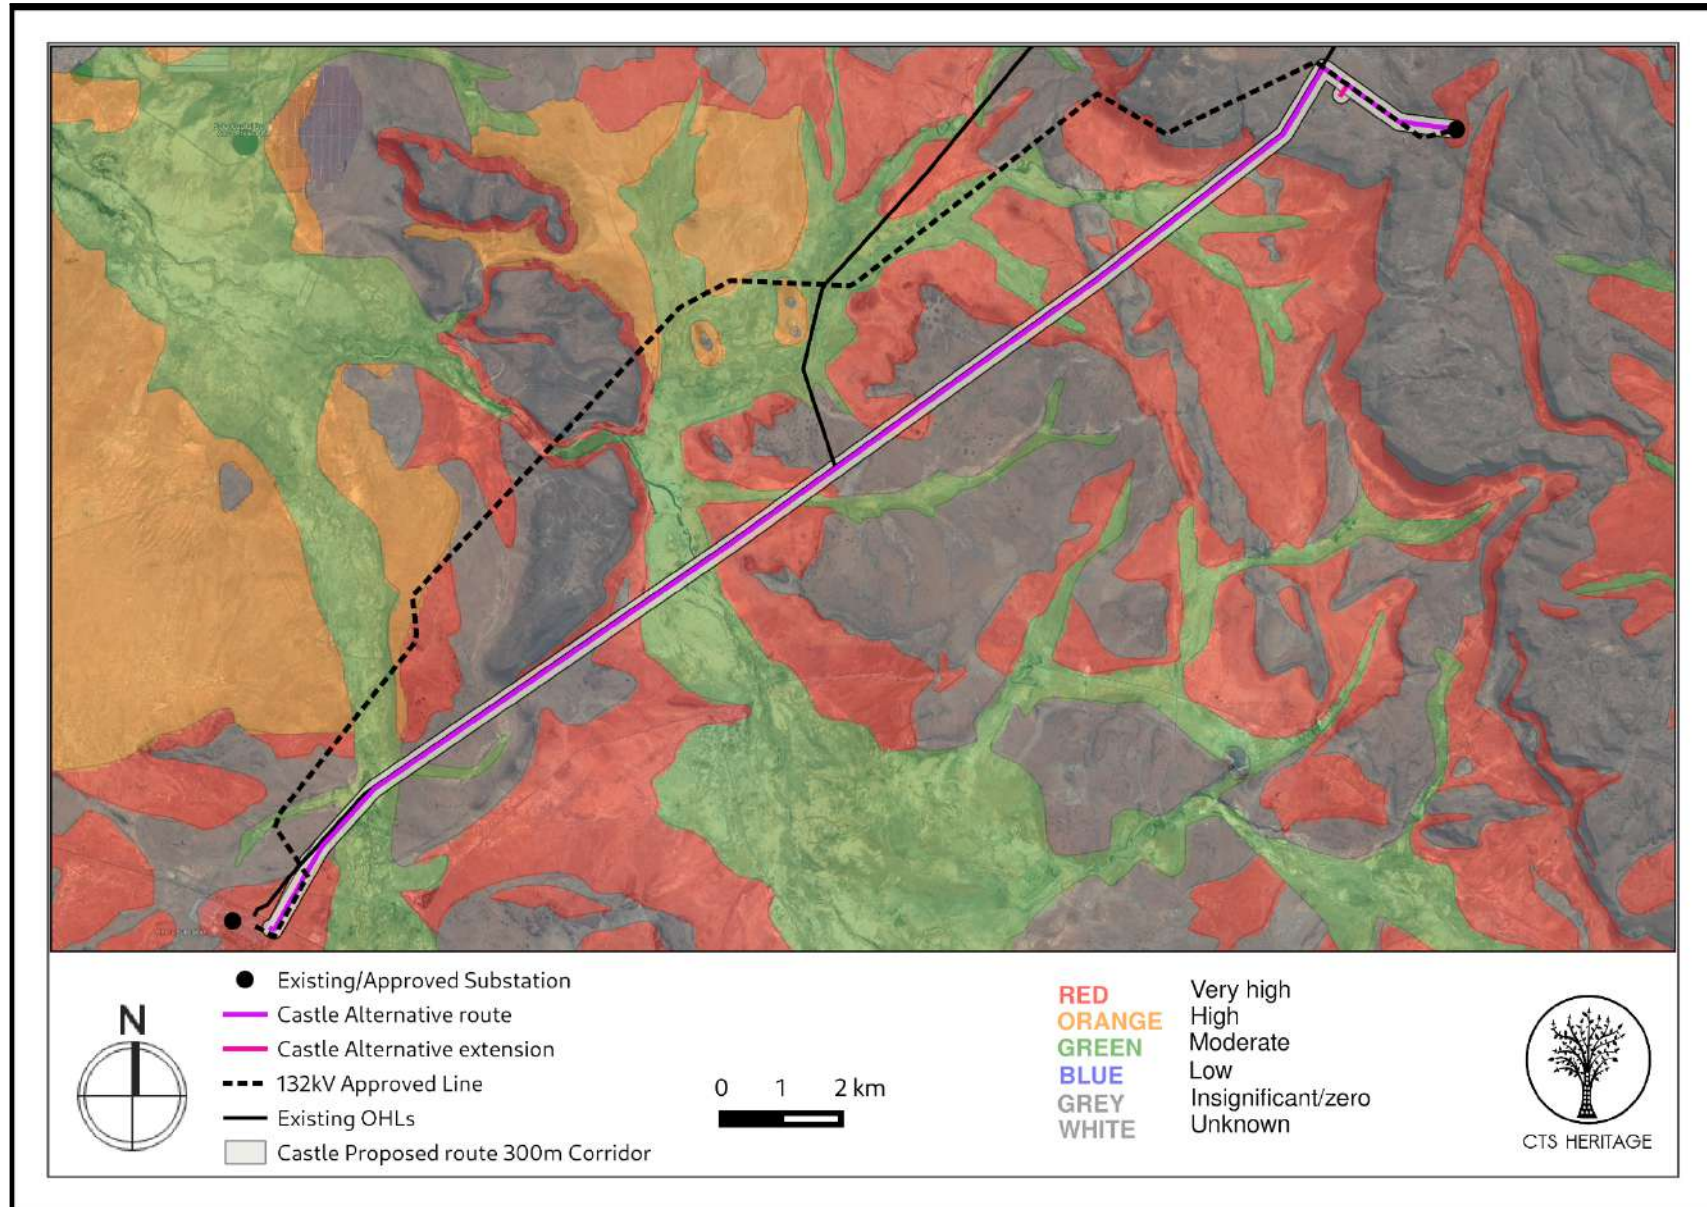 N
Existing/Approved Substation
Castle Alternative route
Castle Alternative extension
132kV Approved Line
Existing OHLs
Castle Proposed route 300m Corridor
0 1 2 km
RED Very high
ORANGE High
GREEN Moderate
BLUE Low
GREY Insignificant/zero
WHITE Unknown
CTS HERITAGE